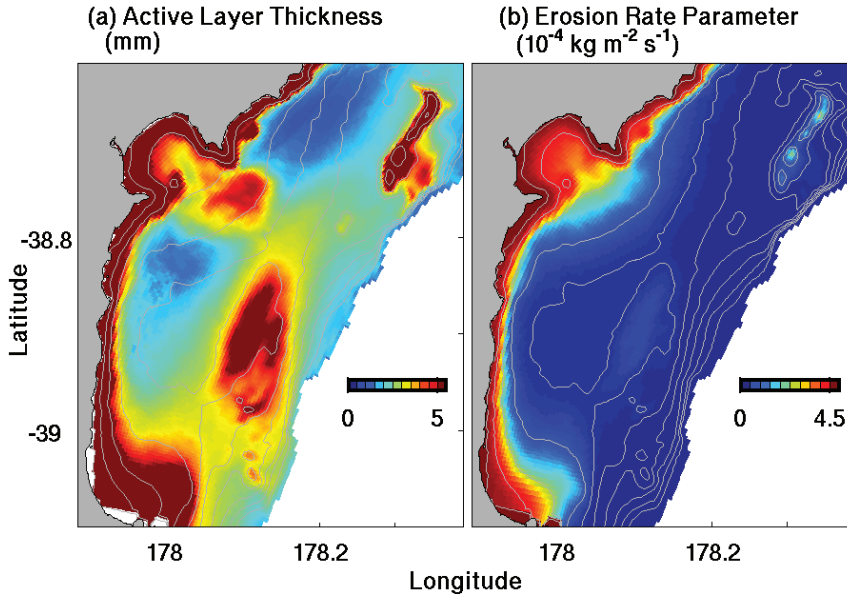 (a) Active Layer Thickness
(mm)
(b) Erosion Rate Parameter
(10⁻⁴ kg m⁻² s⁻¹)
Latitude
-38.8
-39
0 5
0 4.5
178 178.2
178 178.2
Longitude